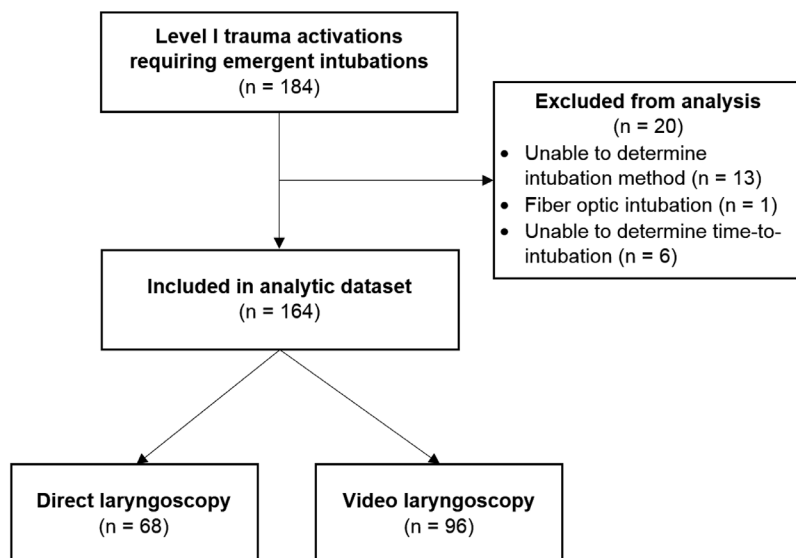 Level I trauma activations
requiring emergent intubations
(n = 184)
Excluded from analysis
(n = 20)
• Unable to determine
intubation method (n = 13)
• Fiber optic intubation (n = 1)
• Unable to determine time-to-
intubation (n = 6)
Included in analytic dataset
(n = 164)
Direct laryngoscopy
(n = 68)
Video laryngoscopy
(n = 96)